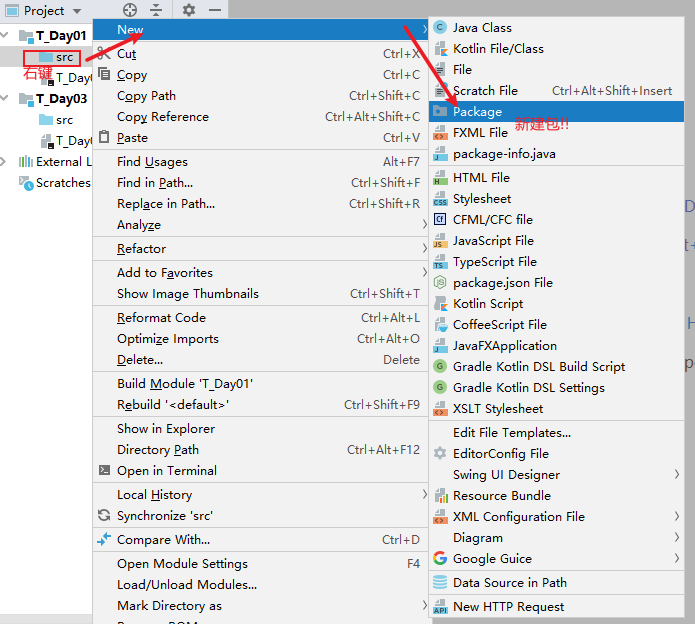 Project
T_Day01
src
右键
T_Day
T_Day03
src
T_Day
External L
Scratches
New
Cut Ctrl+X
Copy Ctrl+C
Copy Path Ctrl+Shift+C
Copy Reference Ctrl+Alt+Shift+C
Paste Ctrl+V
Find Usages Alt+F7
Find in Path... Ctrl+Shift+F
Replace in Path... Ctrl+Shift+R
Analyze
Refactor
Add to Favorites
Show Image Thumbnails Ctrl+Shift+T
Reformat Code Ctrl+Alt+L
Optimize Imports Ctrl+Alt+O
Delete... Delete
Build Module 'T_Day01'
Rebuild '<default>' Ctrl+Shift+F9
Show in Explorer
Directory Path Ctrl+Alt+F12
Open in Terminal
Local History
Synchronize 'src'
Compare With... Ctrl+D
Open Module Settings F4
Load/Unload Modules...
Mark Directory as
Java Class
Kotlin File/Class
File
Scratch File Ctrl+Alt+Shift+Insert
Package
新建包!!
FXML File
package-info.java
HTML File
Stylesheet
CFML/CFC file
JavaScript File
TypeScript File
package.json File
Kotlin Script
CoffeeScript File
JavaFXApplication
Gradle Kotlin DSL Build Script
Gradle Kotlin DSL Settings
XSLT Stylesheet
Edit File Templates...
EditorConfig File
Swing UI Designer
Resource Bundle
XML Configuration File
Diagram
Google Guice
Data Source in Path
New HTTP Request